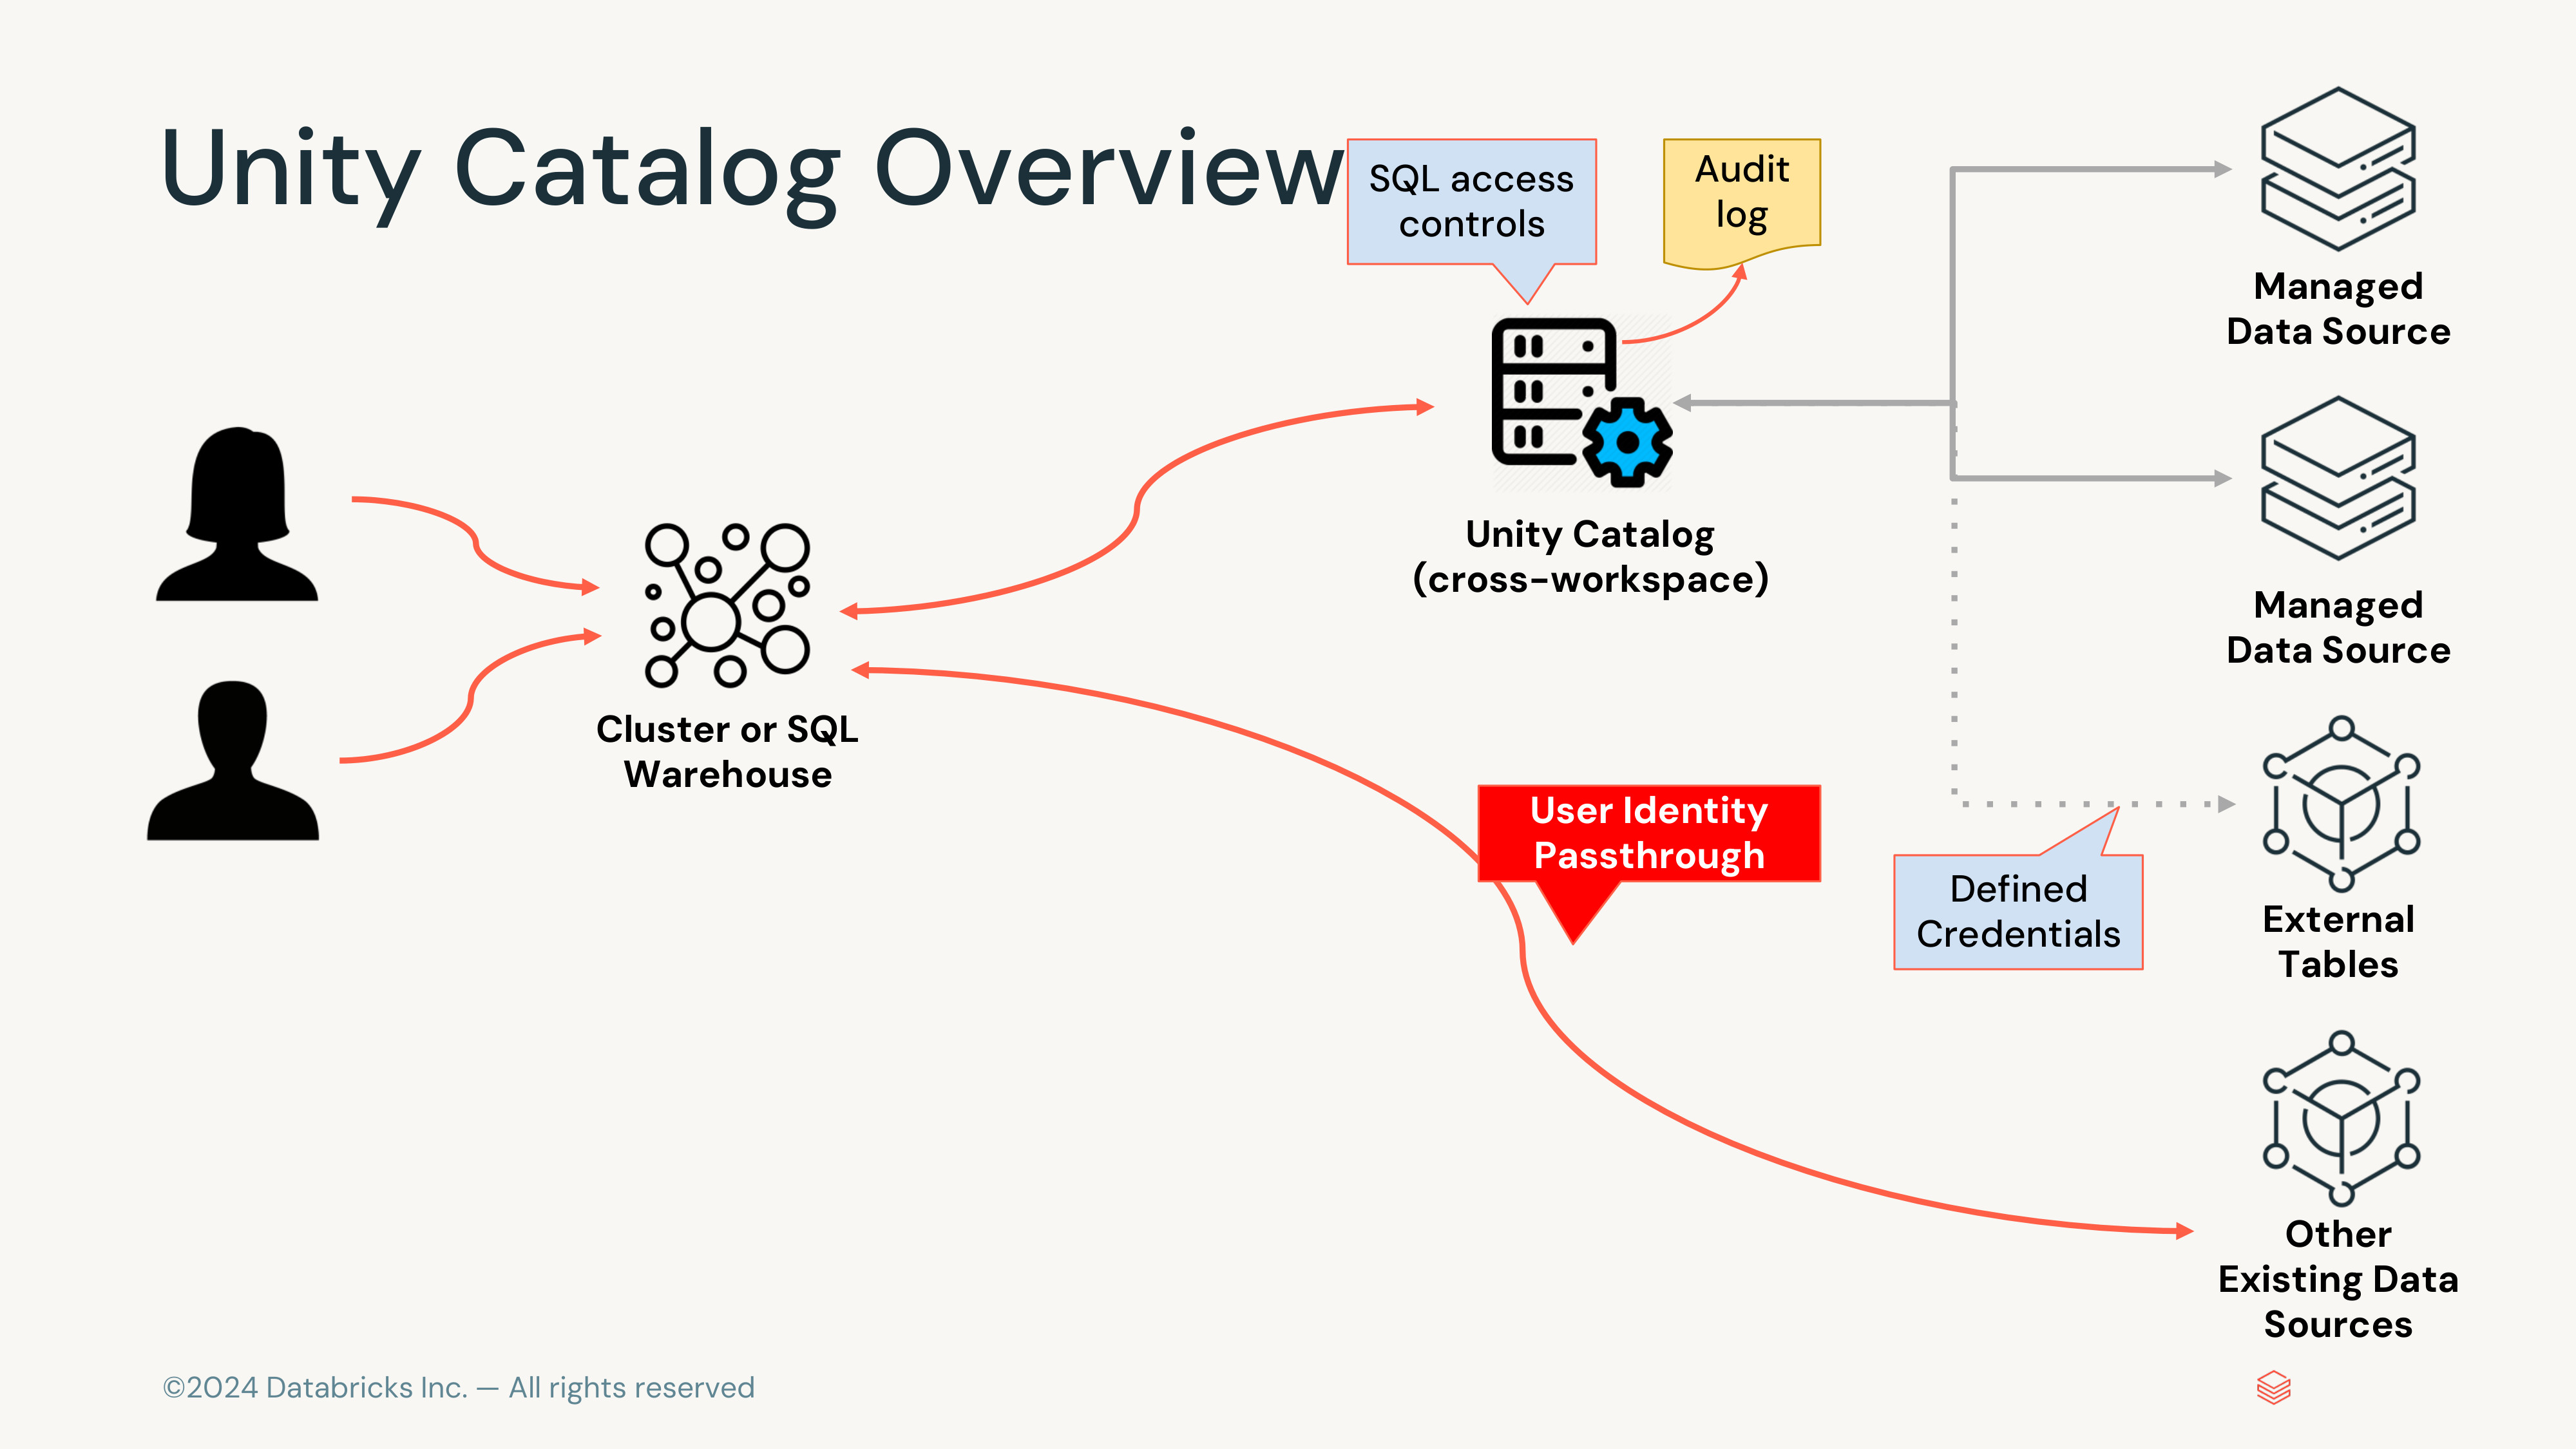 Unity Catalog Overview
SQL access
controls
Audit
log
Managed
Data Source
Unity Catalog
(cross-workspace)
Managed
Data Source
Cluster or SQL
Warehouse
User Identity
Passthrough
Defined
Credentials
External
Tables
Other
Existing Data
Sources
©2024 Databricks Inc. — All rights reserved